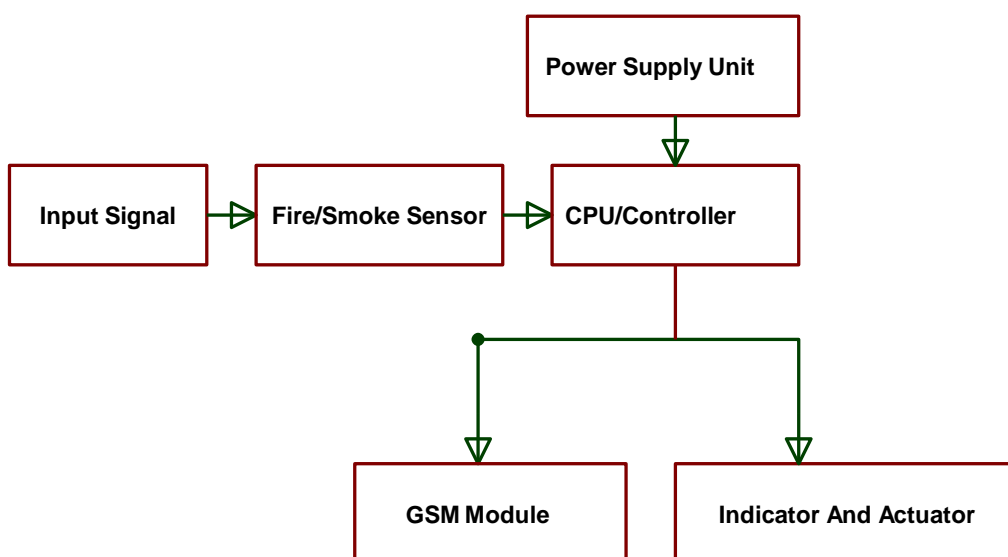 Power Supply Unit
Input Signal
Fire/Smoke Sensor
CPU/Controller
GSM Module
Indicator And Actuator